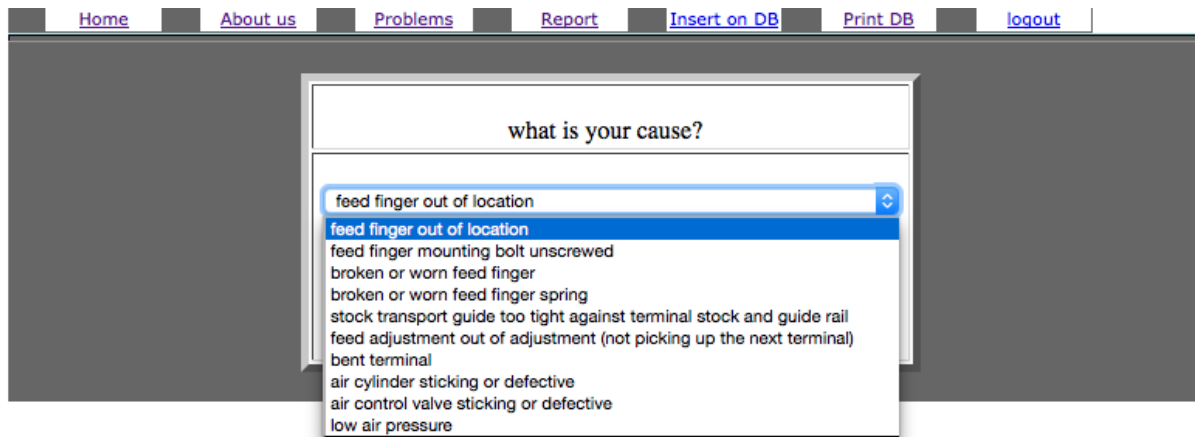 Home About us Problems Report Insert on DB Print DB logout
what is your cause?
feed finger out of location
feed finger out of location
feed finger mounting bolt unscrewed
broken or worn feed finger
broken or worn feed finger spring
stock transport guide too tight against terminal stock and guide rail
feed adjustment out of adjustment (not picking up the next terminal)
bent terminal
air cylinder sticking or defective
air control valve sticking or defective
low air pressure